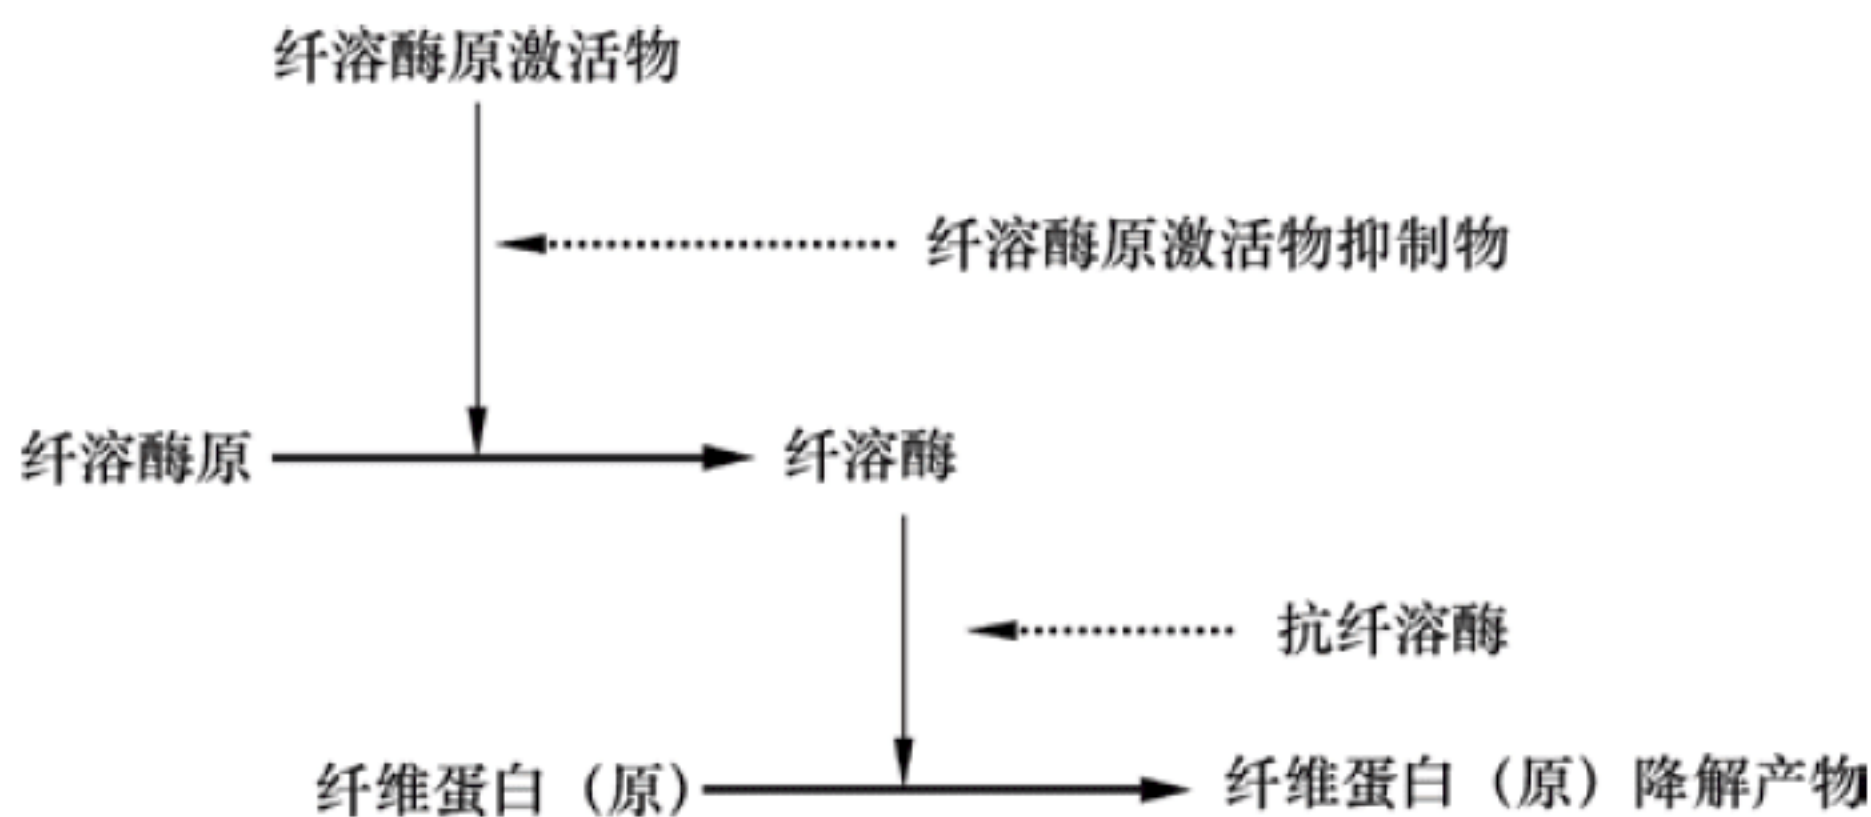 纤溶酶原激活物
纤溶酶原激活物抑制物
纤溶酶原
纤溶酶
抗纤溶酶
纤维蛋白（原）
纤维蛋白（原）降解产物